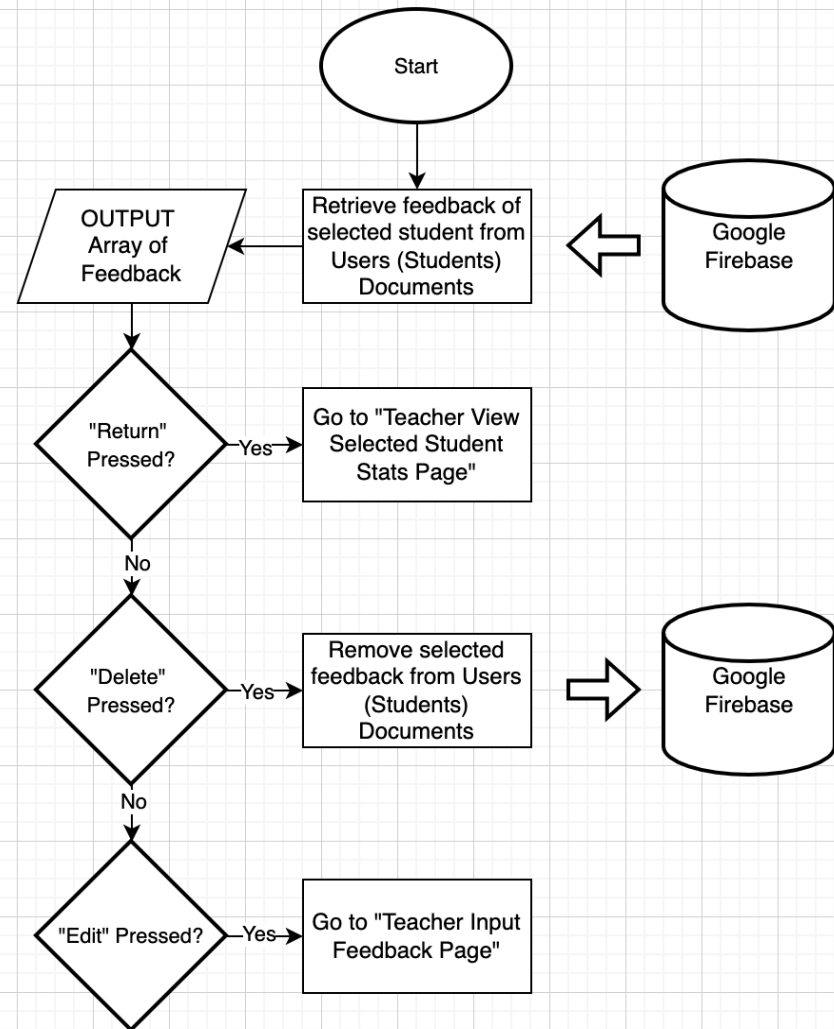 Start
Retrieve feedback of
selected student from
Users (Students)
Documents
Google
Firebase
OUTPUT
Array of
Feedback
"Return"
Pressed?
Yes
Go to "Teacher View
Selected Student
Stats Page"
No
"Delete"
Pressed?
Yes
Remove selected
feedback from Users
(Students)
Documents
Google
Firebase
No
"Edit" Pressed?
Yes
Go to "Teacher Input
Feedback Page"